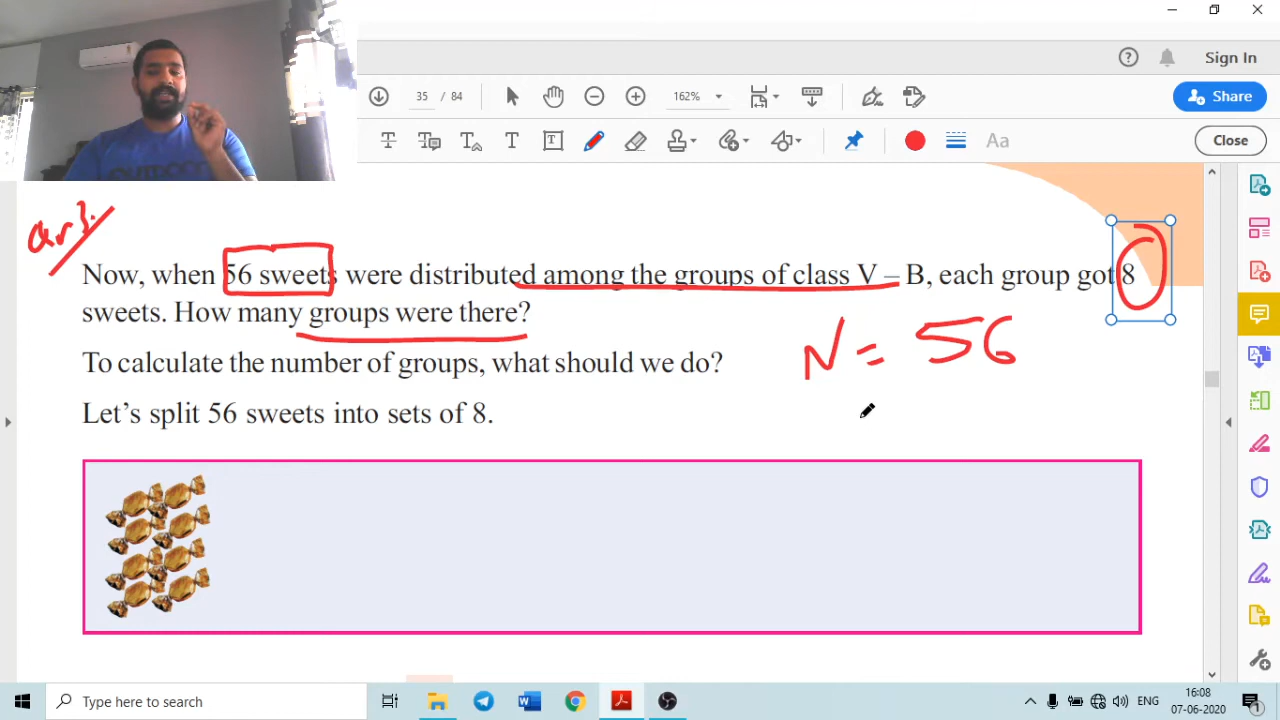 Sign In
35 / 84
162%
Share
Aa
Close
Qr 3.
Now, when 56 sweets were distributed among the groups of class V – B, each group got 8
sweets. How many groups were there?
N = 56
To calculate the number of groups, what should we do?
Let’s split 56 sweets into sets of 8.
Type here to search
ENG
16:08
07-06-2020
1